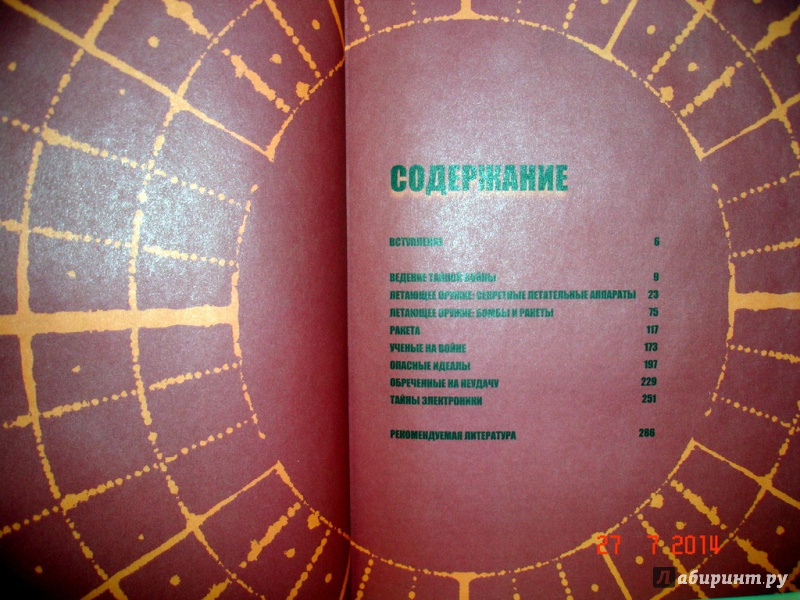 СОДЕРЖАНИЕ
ВСТУПЛЕНИЕ 6
ВЕДЕНИЕ ТАЙНОЙ ВОЙНЫ 9
ЛЕТАЮЩЕЕ ОРУЖИЕ: СЕКРЕТНЫЕ ЛЕТАТЕЛЬНЫЕ АППАРАТЫ 23
ЛЕТАЮЩЕЕ ОРУЖИЕ: БОМБЫ И РАКЕТЫ 75
РАКЕТА 117
УЧЕНЫЕ НА ВОЙНЕ 173
ОПАСНЫЕ ИДЕАЛЫ 197
ОБРЕЧЕННЫЕ НА НЕУДАЧУ 229
ТАЙНЫ ЭЛЕКТРОНИКИ 251
РЕКОМЕНДУЕМАЯ ЛИТЕРАТУРА 286
27 7 2014
Лабиринт.ру